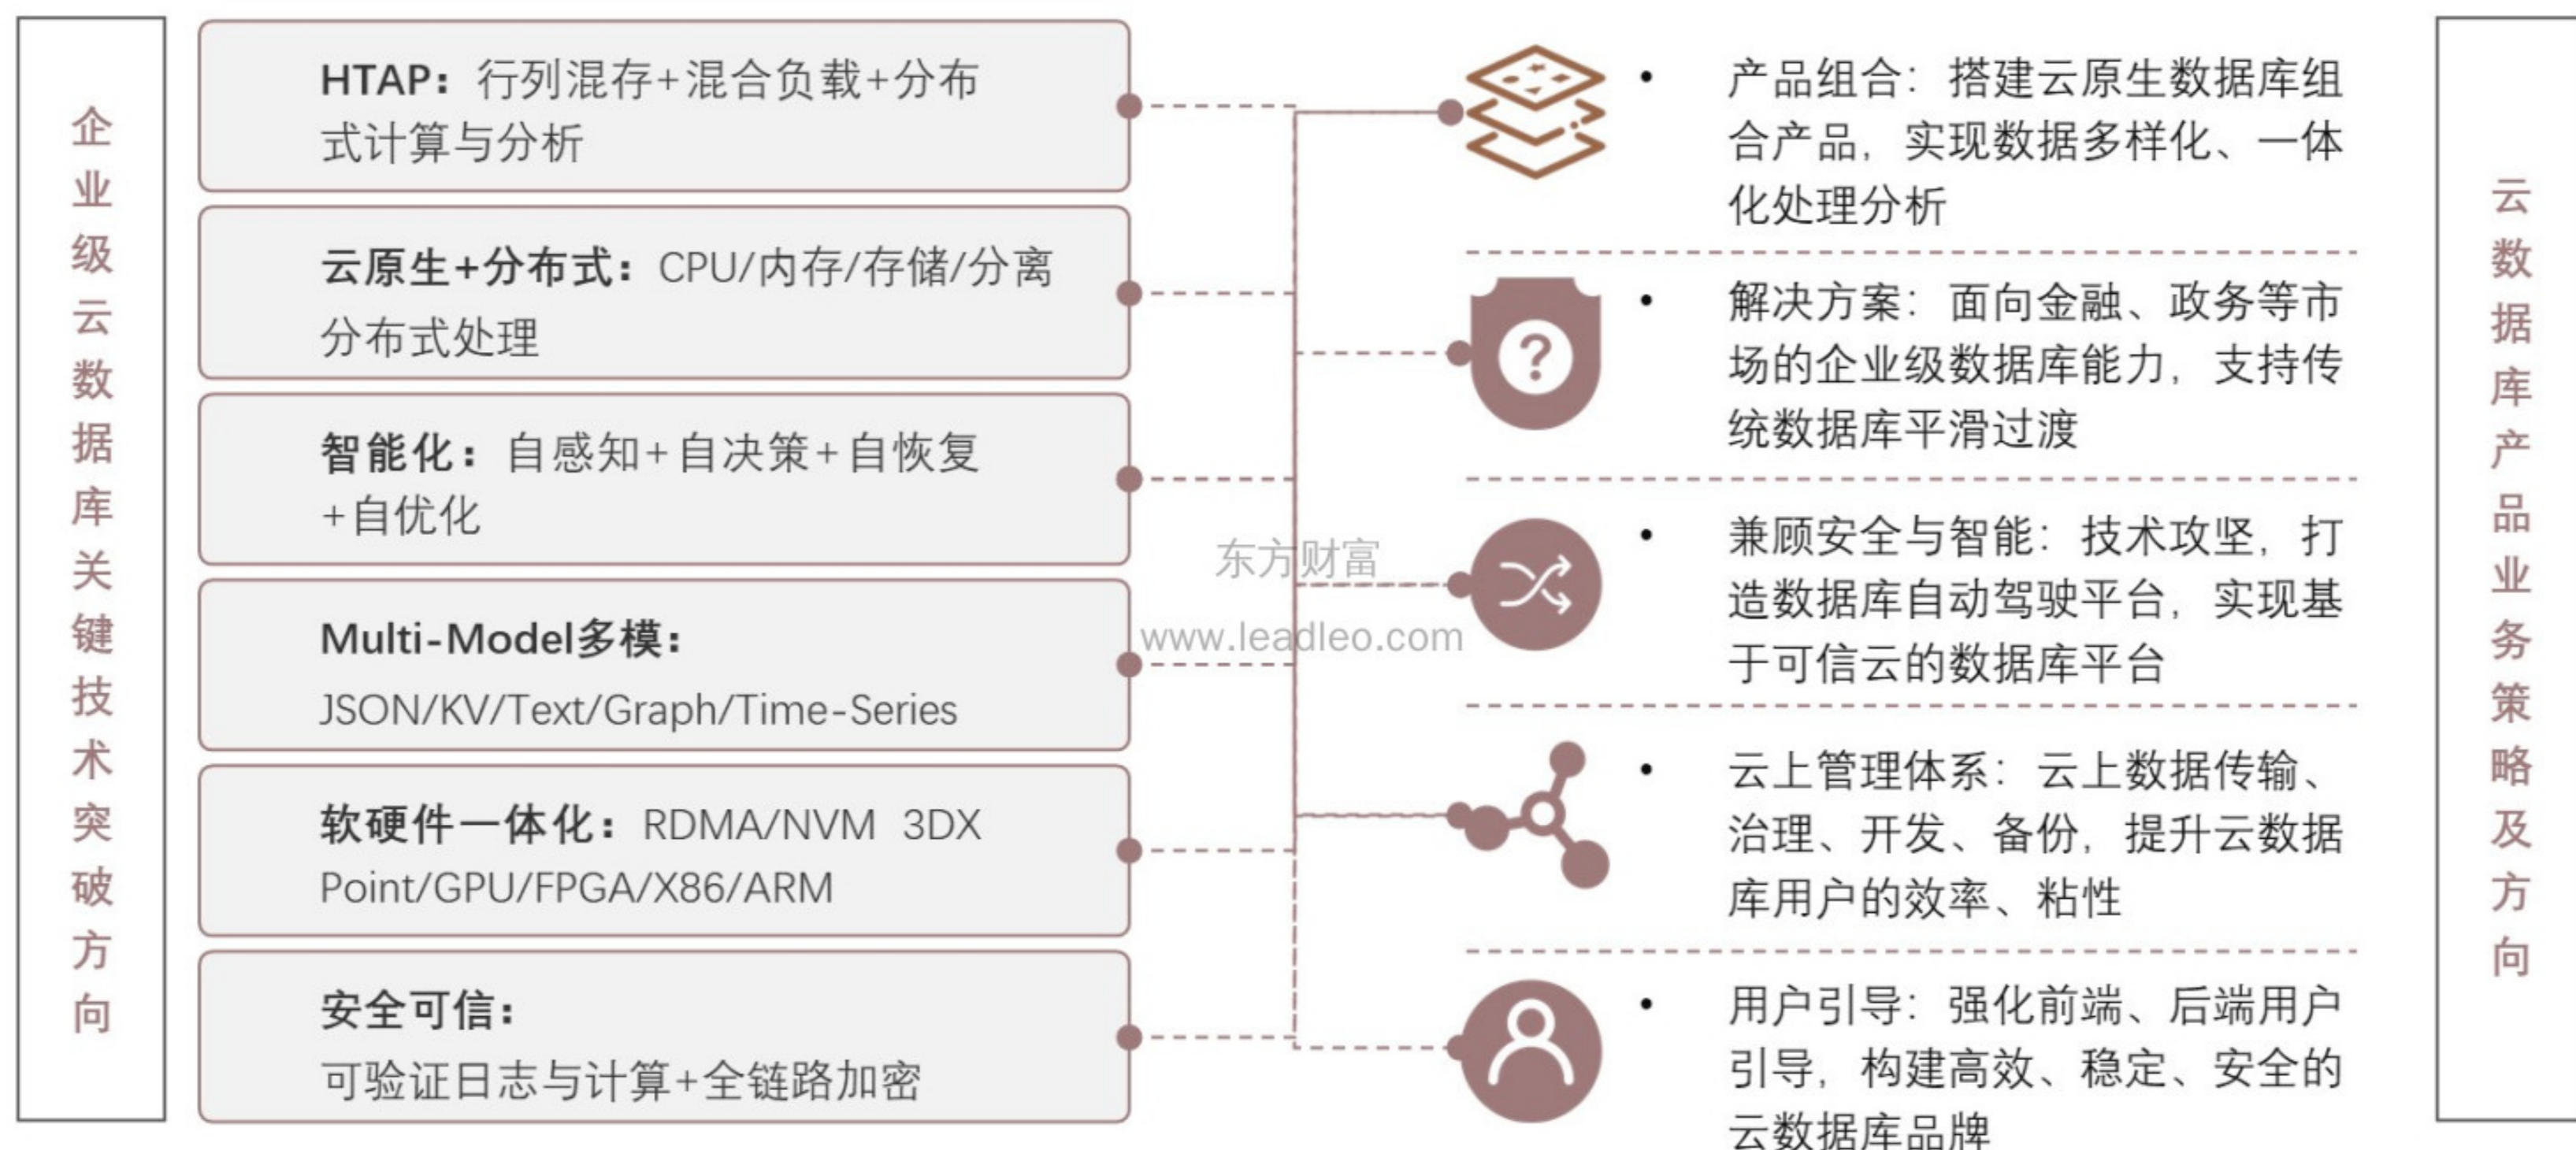 企业级云数据库关键技术突破方向
HTAP：行列混存+混合负载+分布
式计算与分析
云原生+分布式：CPU/内存/存储/分离
分布式处理
智能化：自感知+自决策+自恢复
+自优化
Multi-Model多模：
JSON/KV/Text/Graph/Time-Series
软硬件一体化：RDMA/NVM 3DX
Point/GPU/FPGA/X86/ARM
安全可信：
可验证日志与计算+全链路加密
东方财富
www.leadleo.com
• 产品组合：搭建云原生数据库组
合产品，实现数据多样化、一体
化处理分析
• 解决方案：面向金融、政务等市
场的企业级数据库能力，支持传
统数据库平滑过渡
• 兼顾安全与智能：技术攻坚，打
造数据库自动驾驶平台，实现基
于可信云的数据库平台
• 云上管理体系：云上数据传输、
治理、开发、备份，提升云数据
库用户的效率、粘性
• 用户引导：强化前端、后端用户
引导，构建高效、稳定、安全的
云数据库品牌
云数据库产品业务策略及方向